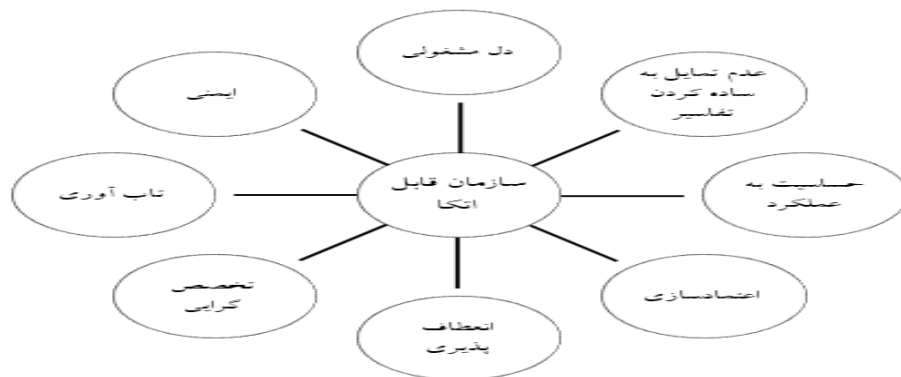 دل مشغولی
عدم تمایل به
ساده کردن
تفاسیر
ایمنی
سازمان قابل
اتکا
حساسیت به
عملکرد
تاب آوری
تخصص
گرایی
اعتمادسازی
انعطاف
پذیری